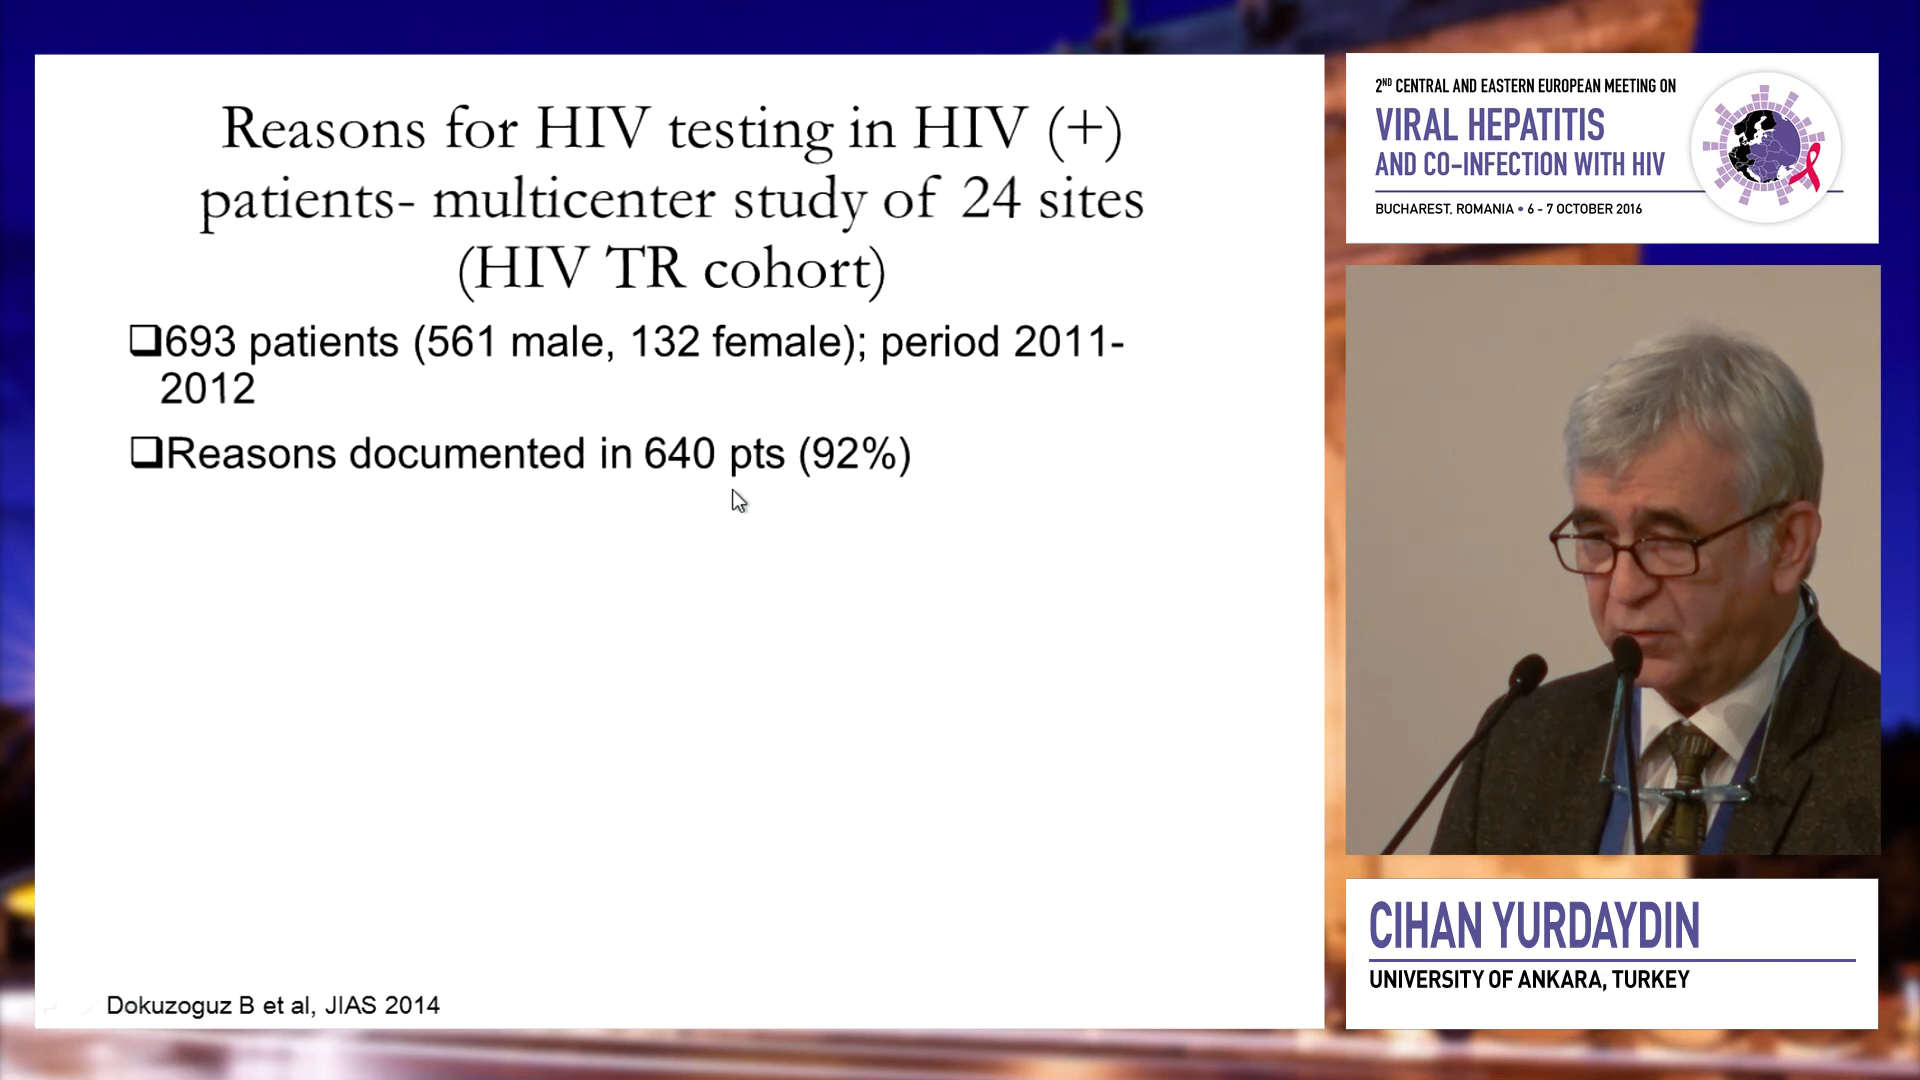 Reasons for HIV testing in HIV (+)
patients- multicenter study of 24 sites
(HIV TR cohort)
❑693 patients (561 male, 132 female); period 2011-
2012
❑Reasons documented in 640 pts (92%)
Dokuzoguz B et al, JIAS 2014
2ND CENTRAL AND EASTERN EUROPEAN MEETING ON
VIRAL HEPATITIS
AND CO-INFECTION WITH HIV
BUCHAREST, ROMANIA • 6 - 7 OCTOBER 2016
CIHAN YURDAYDIN
UNIVERSITY OF ANKARA, TURKEY